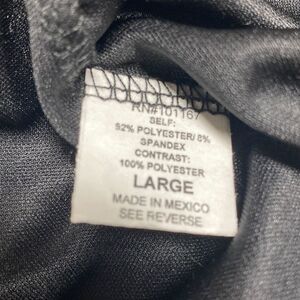 RN#101167
SELF:
92% POLYESTER/ 8%
SPANDEX
CONTRAST:
100% POLYESTER
LARGE
MADE IN MEXICO
SEE REVERSE